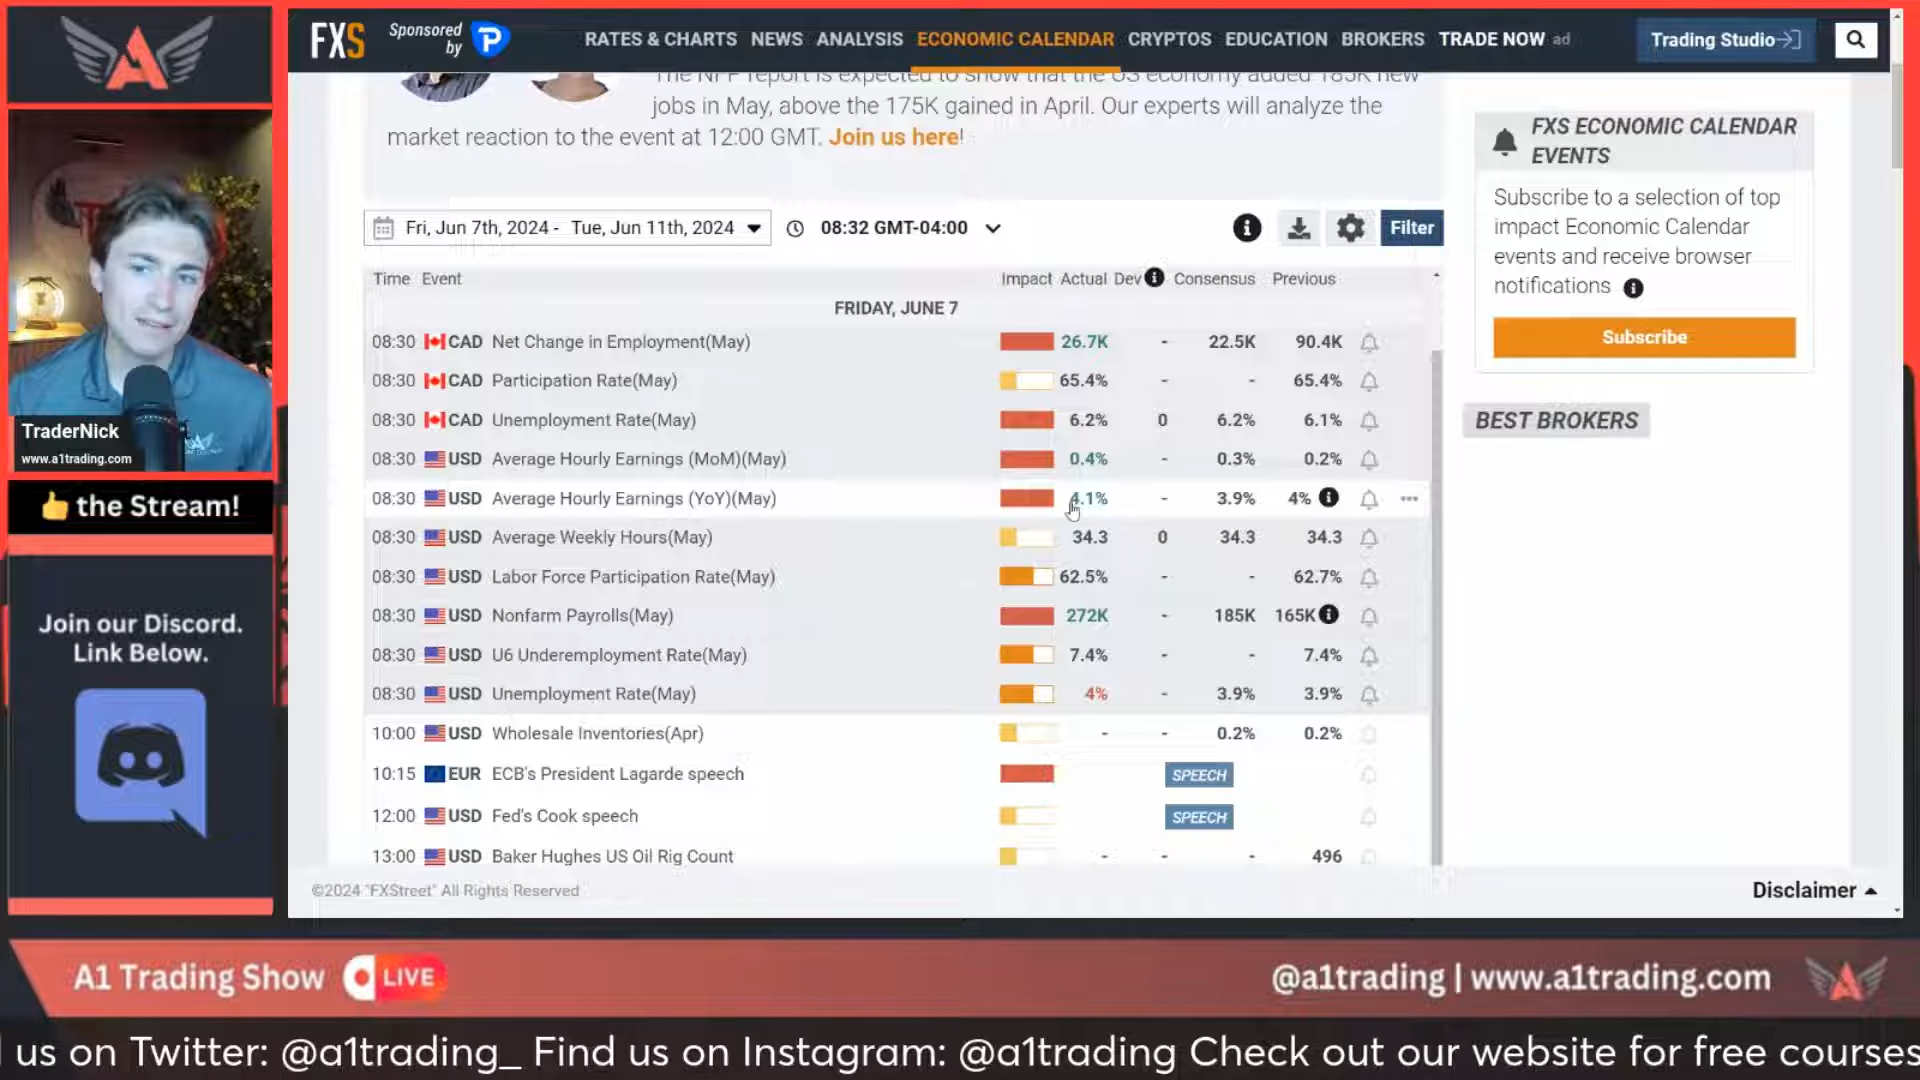 FXS
Sponsored by
RATES & CHARTS NEWS ANALYSIS ECONOMIC CALENDAR CRYPTOS EDUCATION BROKERS TRADE NOW ad
Trading Studio
The NFP report is expected to show that the US economy added 185K new
jobs in May, above the 175K gained in April. Our experts will analyze the
market reaction to the event at 12:00 GMT. Join us here!
FXS ECONOMIC CALENDAR
EVENTS
Subscribe to a selection of top
impact Economic Calendar
events and receive browser
notifications
Subscribe
BEST BROKERS
Fri, Jun 7th, 2024 - Tue, Jun 11th, 2024 08:32 GMT-04:00 Filter
Time Event Impact Actual Dev Consensus Previous
FRIDAY, JUNE 7
08:30 CAD Net Change in Employment(May) 26.7K - 22.5K 90.4K
08:30 CAD Participation Rate(May) 65.4% - - 65.4%
08:30 CAD Unemployment Rate(May) 6.2% 0 6.2% 6.1%
08:30 USD Average Hourly Earnings (MoM)(May) 0.4% - 0.3% 0.2%
08:30 USD Average Hourly Earnings (YoY)(May) 4.1% - 3.9% 4%
08:30 USD Average Weekly Hours(May) 34.3 0 34.3 34.3
08:30 USD Labor Force Participation Rate(May) 62.5% - - 62.7%
08:30 USD Nonfarm Payrolls(May) 272K - 185K 165K
08:30 USD U6 Underemployment Rate(May) 7.4% - - 7.4%
08:30 USD Unemployment Rate(May) 4% - 3.9% 3.9%
10:00 USD Wholesale Inventories(Apr) - - 0.2% 0.2%
10:15 EUR ECB's President Lagarde speech SPEECH
12:00 USD Fed's Cook speech SPEECH
13:00 USD Baker Hughes US Oil Rig Count - - - 496
©2024 "FXStreet" All Rights Reserved
Disclaimer
TraderNick
www.a1trading.com
👍 the Stream!
Join our Discord.
Link Below.
A1 Trading Show LIVE
@a1trading | www.a1trading.com
us on Twitter: @a1trading_ Find us on Instagram: @a1trading Check out our website for free courses